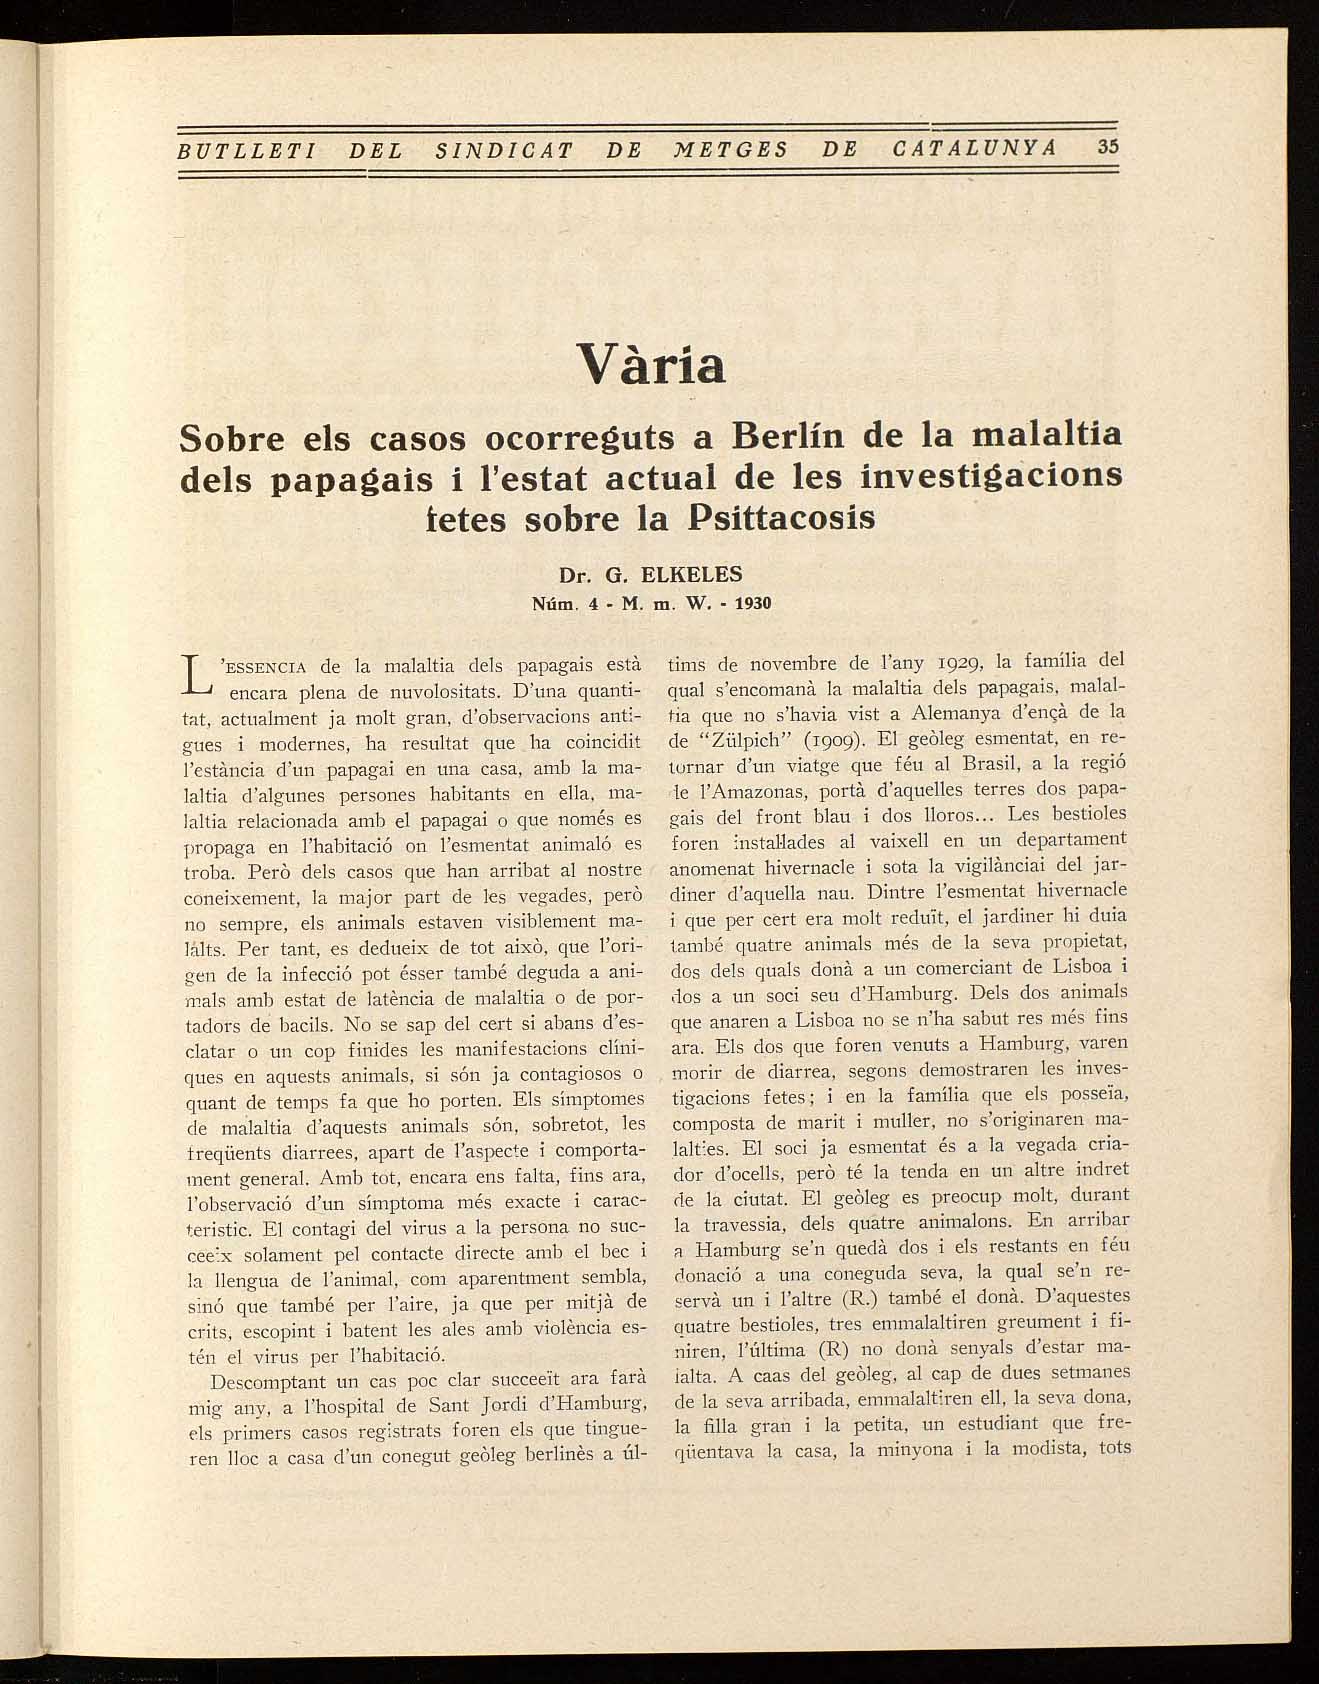 BUTLLETI DEL SINDICAT DE METGES DE CATALUNYA 35
Vària
Sobre els casos ocorreguts a Berlín de la malaltia
dels papagais i l'estat actual de les investigacions
fetes sobre la Psittacosis
Dr. G. ELKELES
Núm. 4 - M. m. W. - 1930
L'ESSENCIA de la malaltia dels papagais està
encara plena de nuvolositats. D'una quanti-
tat, actualment ja molt gran, d'observacions anti-
gues i modernes, ha resultat que ha coincidit
l'estància d'un papagai en una casa, amb la ma-
laltia d'algunes persones habitants en ella, ma-
laltia relacionada amb el papagai o que només es
propaga en l'habitació on l'esmentat animaló es
troba. Però dels casos que han arribat al nostre
coneixement, la major part de les vegades, però
no sempre, els animals estaven visiblement ma-
lalts. Per tant, es dedueix de tot això, que l'ori-
gen de la infecció pot ésser també deguda a ani-
mals amb estat de latència de malaltia o de por-
tadors de bacils. No se sap del cert si abans d'es-
clatar o un cop finides les manifestacions clíni-
ques en aquests animals, si són ja contagiosos o
quant de temps fa que ho porten. Els símptomes
de malaltia d'aquests animals són, sobretot, les
freqüents diarrees, apart de l'aspecte i comporta-
ment general. Amb tot, encara ens falta, fins ara,
l'observació d'un símptoma més exacte i carac-
teristic. El contagi del virus a la persona no suc-
ceeix solament pel contacte directe amb el bec i
la llengua de l'animal, com aparentment sembla,
sinó que també per l'aire, ja que per mitjà de
crits, escopint i batent les ales amb violència es-
tén el virus per l'habitació.
Descomptant un cas poc clar succeeït ara farà
mig any, a l'hospital de Sant Jordi d'Hamburg,
els primers casos registrats foren els que tingue-
ren lloc a casa d'un conegut geòleg berlinès a úl-
tims de novembre de l'any 1929, la família del
qual s'encomanà la malaltia dels papagais, malal-
tia que no s'havia vist a Alemanya d'ençà de la
de "Zülpich" (1909). El geòleg esmentat, en re-
tornar d'un viatge que féu al Brasil, a la regió
de l'Amazonas, portà d'aquelles terres dos papa-
gais del front blau i dos lloros... Les bestioles
foren instal·lades al vaixell en un departament
anomenat hivernacle i sota la vigilànciai del jar-
diner d'aquella nau. Dintre l'esmentat hivernacle
i que per cert era molt reduït, el jardiner hi duia
també quatre animals més de la seva propietat,
dos dels quals donà a un comerciant de Lisboa i
dos a un soci seu d'Hamburg. Dels dos animals
que anaren a Lisboa no se n'ha sabut res més fins
ara. Els dos que foren venuts a Hamburg, varen
morir de diarrea, segons demostraren les inves-
tigacions fetes; i en la família que els posseïa,
composta de marit i muller, no s'originaren ma-
lalties. El soci ja esmentat és a la vegada cria-
dor d'ocells, però té la tenda en un altre indret
de la ciutat. El geòleg es preocup molt, durant
la travessia, dels quatre animalons. En arribar
a Hamburg se'n quedà dos i els restants en féu
donació a una coneguda seva, la qual se'n re-
servà un i l'altre (R.) també el donà. D'aquestes
quatre bestioles, tres emmalaltiren greument i fi-
niren, l'última (R) no donà senyals d'estar ma-
lalta. A caas del geòleg, al cap de dues setmanes
de la seva arribada, emmalaltiren ell, la seva dona,
la filla gran i la petita, un estudiant que fre-
qüentava la casa, la minyona i la modista, tots